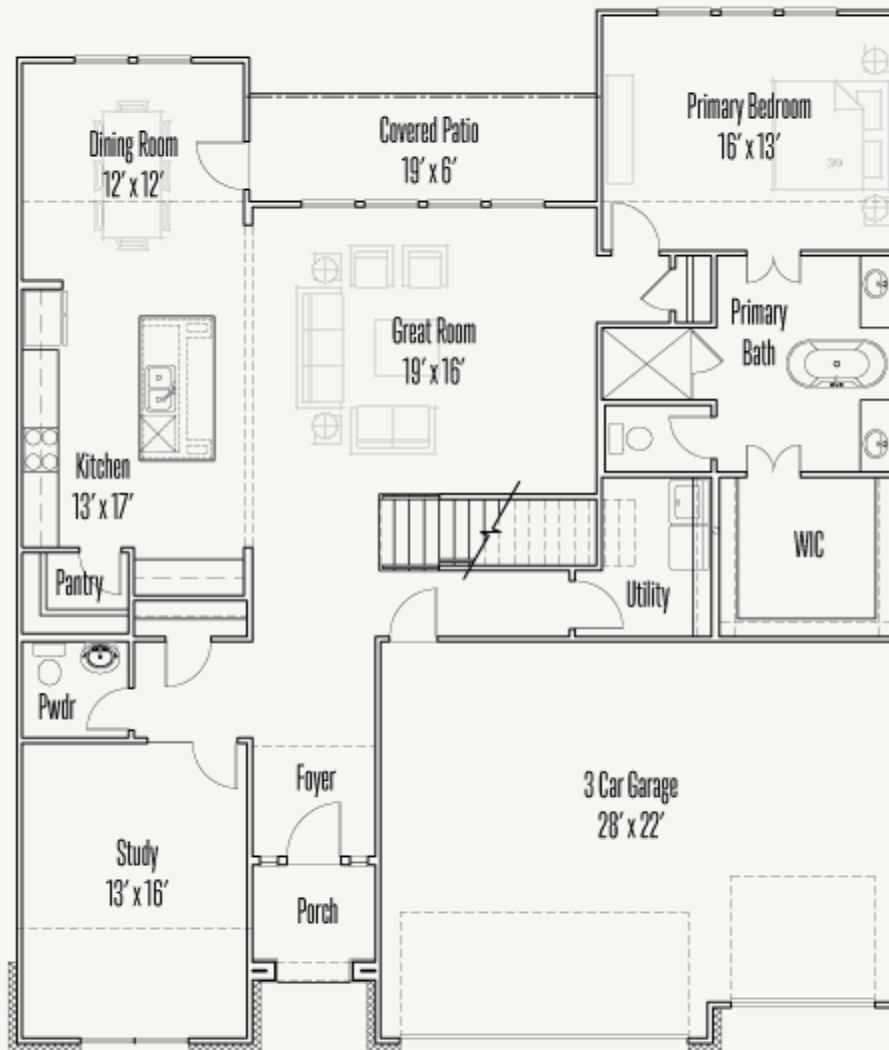 Primary Bedroom
16' x 13'
Covered Patio
19' x 6'
Dining Room
12' x 12'
Primary
Bath
Great Room
19' x 16'
Kitchen
13' x 17'
WIC
Pantry
Utility
Pwdr
Foyer
3 Car Garage
28' x 22'
Study
13' x 16'
Porch